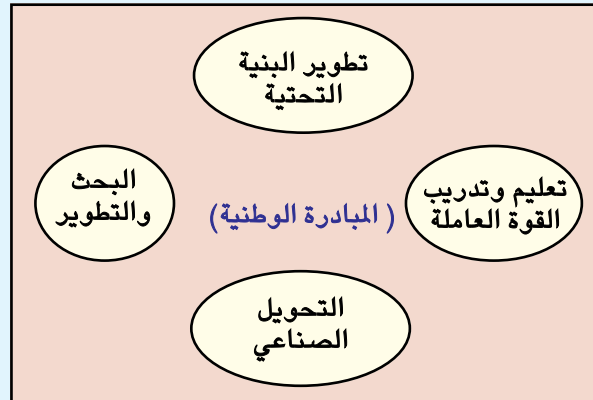 تطوير البنية
التحتية
تعليم وتدريب
القوة العاملة
(المبادرة الوطنية)
البحث
والتطوير
التحويل
الصناعي